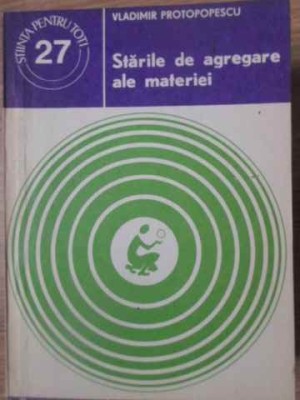 ȘTIINȚA PENTRU TOȚI
27
VLADIMIR PROTOPOPESCU
Stările de agregare
ale materiei